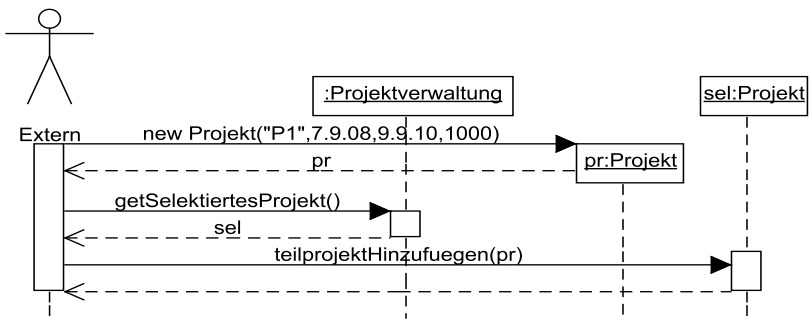 :Projektverwaltung
sel:Projekt
Extern
new Projekt("P1",7.9.08,9.9.10,1000)
pr:Projekt
pr
getSelektiertesProjekt()
sel
teilprojektHinzufuegen(pr)